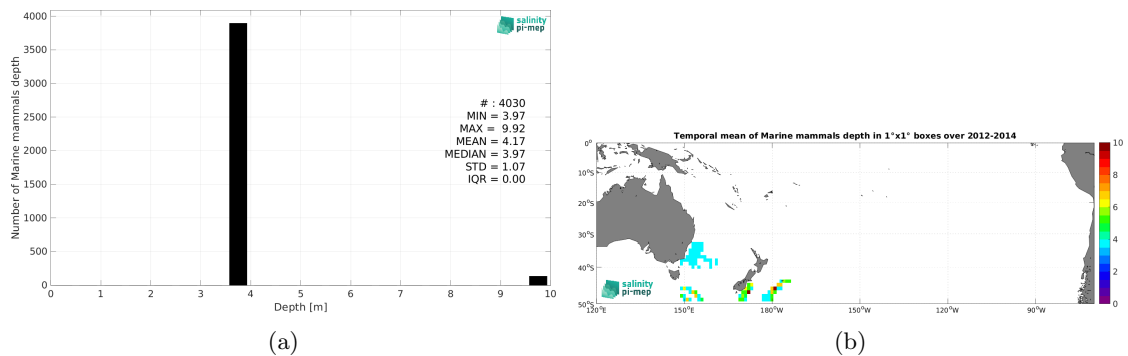 4000
3500
3000
2500
2000
1500
1000
500
0
Number of Marine mammals depth
salinity
pi-mep
# : 4030
MIN = 3.97
MAX = 9.92
MEAN = 4.17
MEDIAN = 3.97
STD = 1.07
IQR = 0.00
0 1 2 3 4 5 6 7 8 9 10
Depth [m]
(a)
Temporal mean of Marine mammals depth in 1°x1° boxes over 2012-2014
0°
10°S
20°S
30°S
40°S
50°S
120°E 150°E 180°W 150°W 120°W 90°W
salinity
pi-mep
10
8
6
4
2
0
(b)